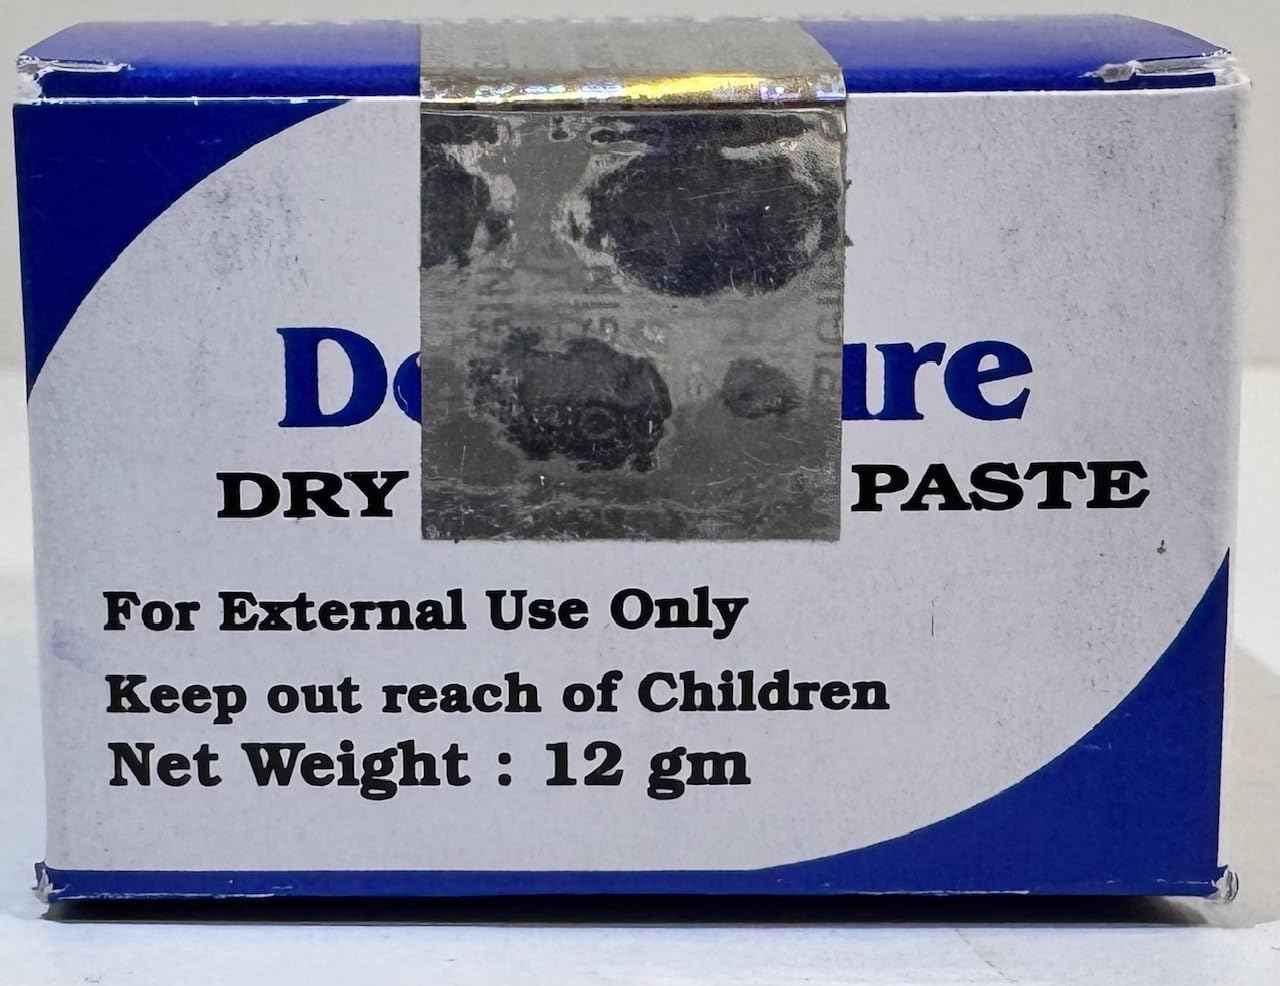 DRY PASTE
For External Use Only
Keep out reach of Children
Net Weight : 12 gm